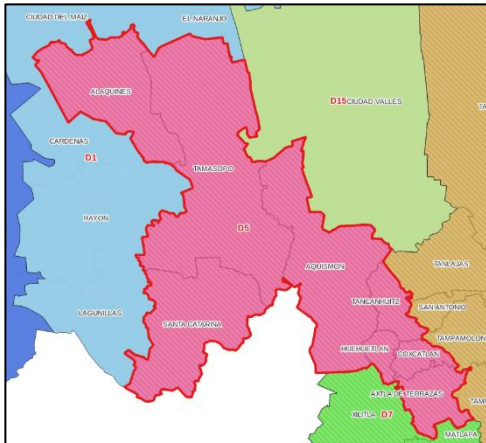 CIUDAD DEL MAIZ
EL NARANJO
ALAQUINES
D15 CIUDAD VALLES
CARDENAS
D1
TAMASOPO
RAYON
D5
AQUISMON
TANLAJAS
TANCANHUITZ
SAN ANTONIO
LAGUNILLAS
SANTA CATARINA
HUEHUETLAN
COXCATLAN
TAMPAMOLON
AXTLA DE TERRAZAS
XILITLA
D7
MATLAPA